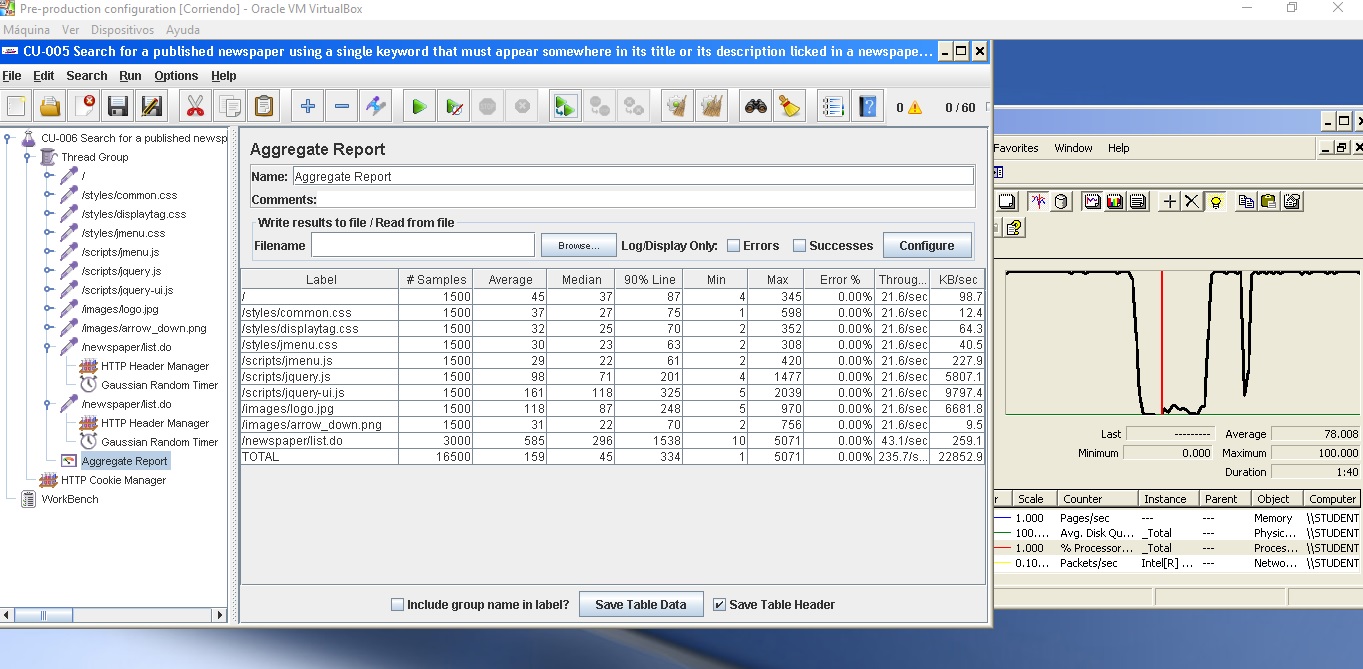 Pre-production configuration [Corriendo] - Oracle VM VirtualBox
Máquina Ver Dispositivos Ayuda
CU-005 Search for a published newspaper using a single keyword that must appear somewhere in its title or its description licked in a newspape...
File Edit Search Run Options Help
0 0 / 60
CU-006 Search for a published newsp
Thread Group
/
/styles/common.css
/styles/displaytag.css
/styles/jmenu.css
/scripts/jmenu.js
/scripts/jquery.js
/scripts/jquery-ui.js
/images/logo.jpg
/images/arrow_down.png
/newspaper/list.do
HTTP Header Manager
Gaussian Random Timer
/newspaper/list.do
HTTP Header Manager
Gaussian Random Timer
Aggregate Report
HTTP Cookie Manager
WorkBench
Aggregate Report
Name: Aggregate Report
Comments:
Write results to file / Read from file
Filename Browse... Log/Display Only: Errors Successes Configure
Label # Samples Average Median 90% Line Min Max Error % Throug... KB/sec
/ 1500 45 37 87 4 345 0.00% 21.6/sec 98.7
/styles/common.css 1500 37 27 75 1 598 0.00% 21.6/sec 12.4
/styles/displaytag.css 1500 32 25 70 2 352 0.00% 21.6/sec 64.3
/styles/jmenu.css 1500 30 23 63 2 308 0.00% 21.6/sec 40.5
/scripts/jmenu.js 1500 29 22 61 2 420 0.00% 21.6/sec 227.9
/scripts/jquery.js 1500 98 71 201 4 1477 0.00% 21.6/sec 5807.1
/scripts/jquery-ui.js 1500 161 118 325 5 2039 0.00% 21.6/sec 9797.4
/images/logo.jpg 1500 118 87 248 5 970 0.00% 21.6/sec 6681.8
/images/arrow_down.png 1500 31 22 70 2 756 0.00% 21.6/sec 9.5
/newspaper/list.do 3000 585 296 1538 10 5071 0.00% 43.1/sec 259.1
TOTAL 16500 159 45 334 1 5071 0.00% 235.7/s... 22852.9
Include group name in label? Save Table Data Save Table Header
Favorites Window Help
Last --------- Average 78.008
Minimum 0.000 Maximum 100.000
Duration 1:40
r Scale Counter Instance Parent Object Computer
1.000 Pages/sec --- --- Memory \\STUDENT
100.... Avg. Disk Qu... _Total --- Physic... \\STUDENT
1.000 % Processor... _Total --- Proces... \\STUDENT
0.10... Packets/sec Intel[R] ... --- Netwo... \\STUDENT